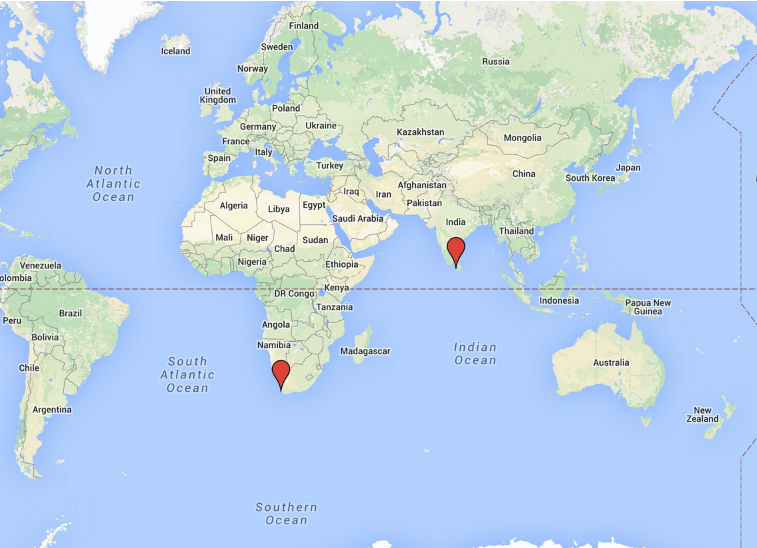 Finland
Iceland
Sweden
Russia
Norway
United
Kingdom
Poland
Germany
Ukraine
Kazakhstan
Mongolia
France
Italy
Spain
Turkey
Japan
China
South Korea
North
Atlantic
Ocean
Iraq
Iran
Afghanistan
Pakistan
Algeria
Libya
Egypt
Saudi Arabia
India
Thailand
Mali
Niger
Sudan
Chad
Nigeria
Ethiopia
Venezuela
olombia
Kenya
DR Congo
Indonesia
Papua New
Guinea
Tanzania
Brazil
Peru
Angola
Bolivia
Namibia
Madagascar
Indian
Ocean
South
Atlantic
Ocean
Chile
Australia
Argentina
New
Zealand
Southern
Ocean